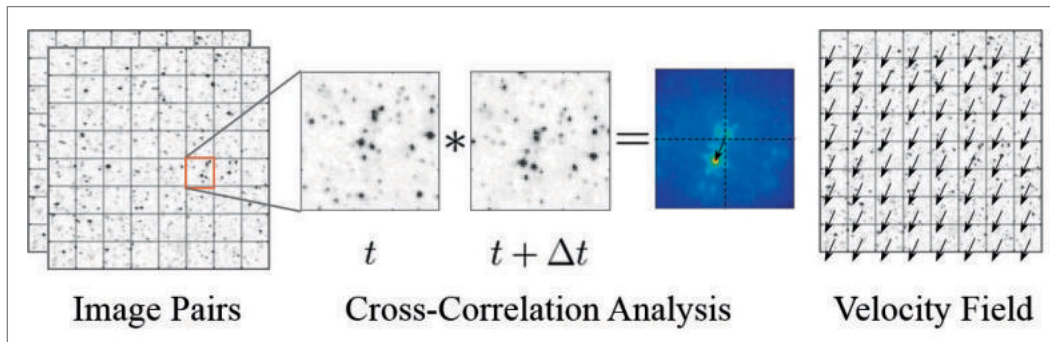 *
=
t
t + Δt
Image Pairs
Cross-Correlation Analysis
Velocity Field